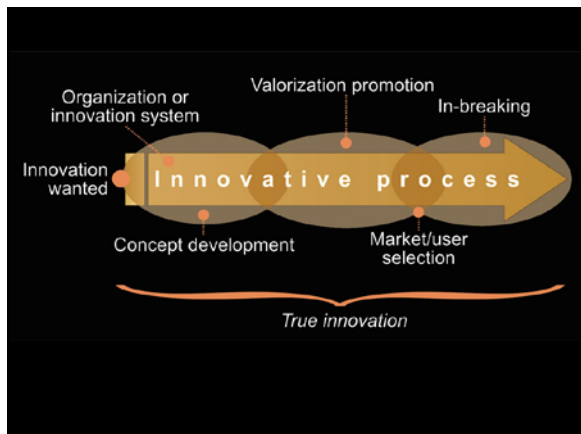 Valorization promotion
Organization or
innovation system
In-breaking
Innovation
wanted
Innovative process
Concept development
Market/user
selection
True innovation